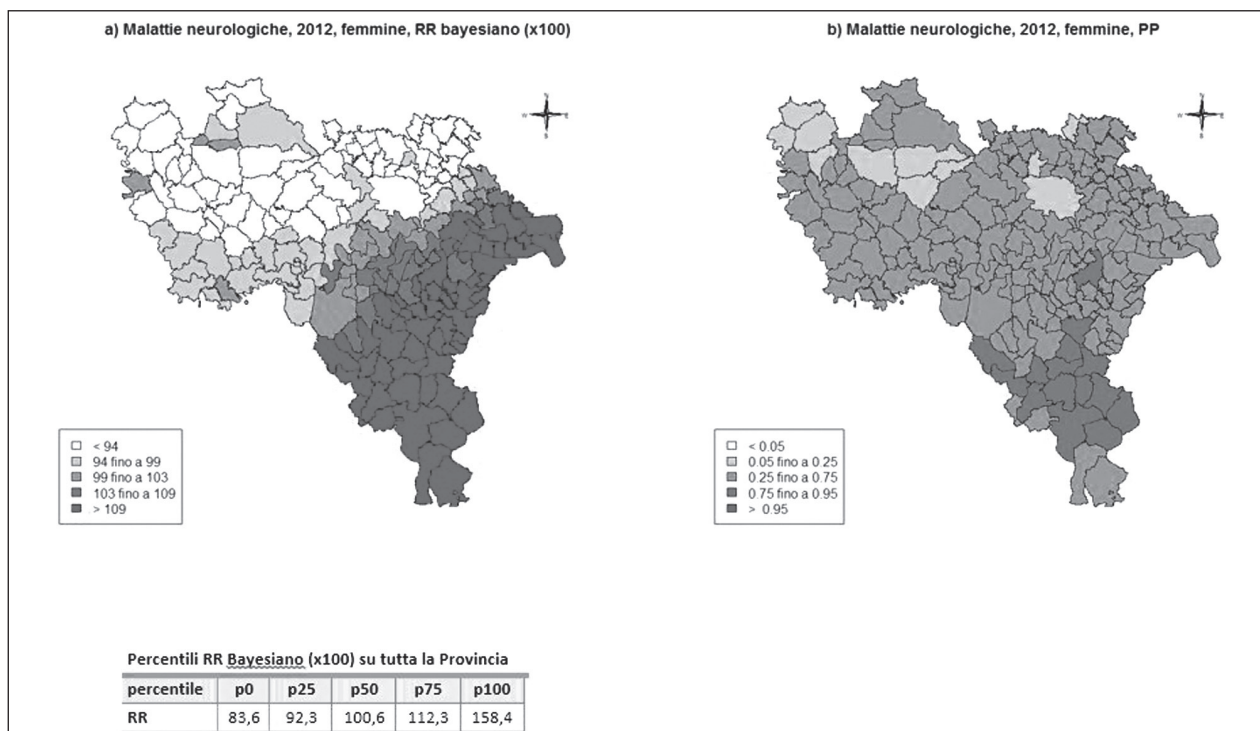 a) Malattie neurologiche, 2012, femmine, RR bayesiano (x100)
b) Malattie neurologiche, 2012, femmine, PP
< 94
94 fino a 99
99 fino a 103
103 fino a 109
> 109
< 0.05
0.05 fino a 0.25
0.25 fino a 0.75
0.75 fino a 0.95
> 0.95
Percentili RR Bayesiano (x100) su tutta la Provincia
percentile p0 p25 p50 p75 p100
RR 83,6 92,3 100,6 112,3 158,4